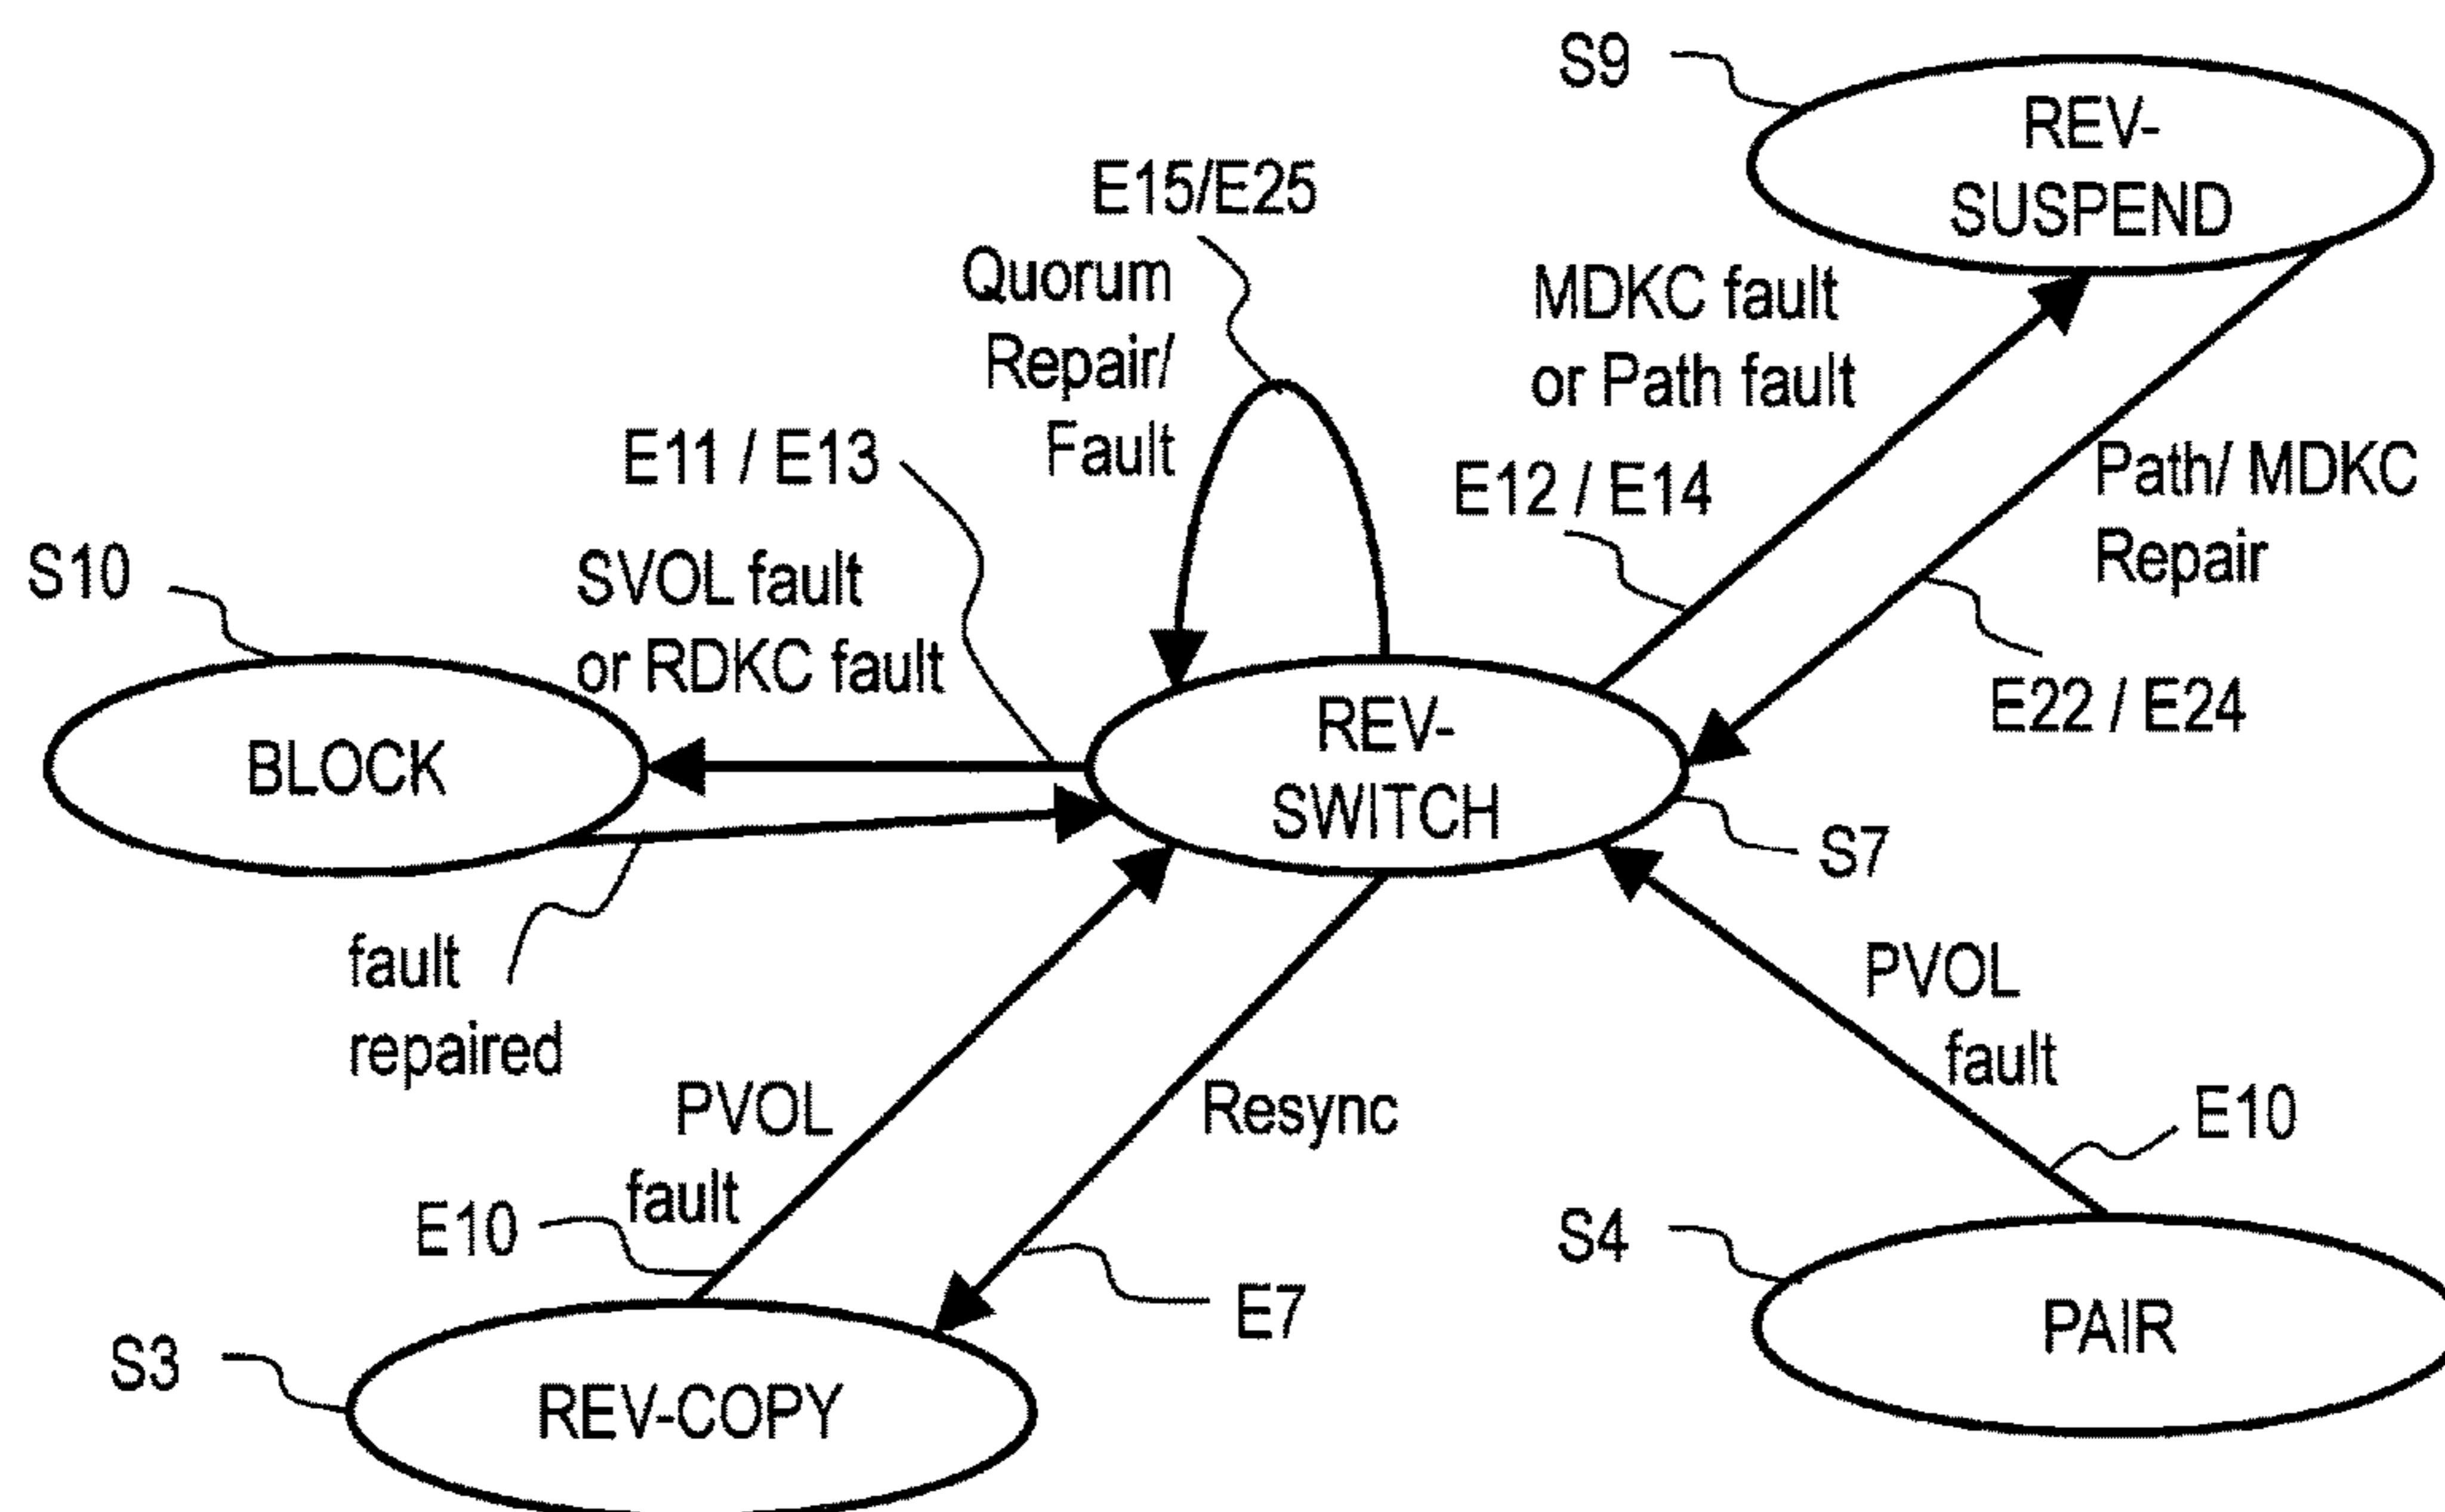 S9
REV-
SUSPEND
E15/E25
Quorum
Repair/
Fault
MDKC fault
or Path fault
E11 / E13
E12 / E14
Path/ MDKC
Repair
S10
SVOL fault
or RDKC fault
E22 / E24
BLOCK
REV-
SWITCH
S7
fault
repaired
PVOL
fault
PVOL
fault
Resync
E10
E10
E7
S4
PAIR
S3
REV-COPY